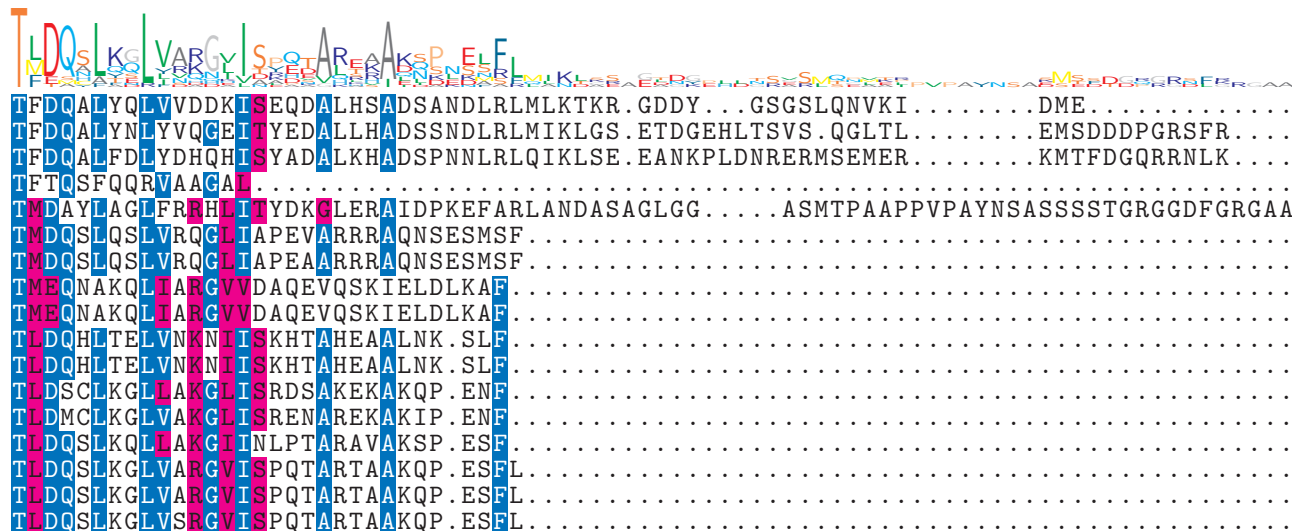 TFDQALYQLVVDDKISEQDALHSADSANDLRLMLKTKR.GDDY...GSGSLQNVKI........DME............
TFDQALYNLYVQGEITYEDALLHADSSNDLRLMIKLGS.ETDGEHLTSVS.QGLTL........EMSDDDPGRSFR....
TFDQALFDLYDHQHISYADALKHADSPNNLRLQIKLSE.EANKPLDNRERMSEMER........KMTFDGQRRNLK....
TFTQSFQQRVAAGAL.................................................................
TMDAYLAGLFRRHLITYDKGLERAIDPKEFARLANDASAGLGG.....ASMTPAAPPVPAYNSASSSSTGRGGDFGRGAA
TMDQSLQSLVRQGLIAPEVARRRAQNSESMSF................................................
TMDQSLQSLVRQGLIAPEAARRRAQNSESMSF................................................
TMEQNAKQLIARGVVDAQEVQSKIELDLKAF.................................................
TMEQNAKQLIARGVVDAQEVQSKIELDLKAF.................................................
TLDQHLTELVNKNIISKHTAHEAALNK.SLF.................................................
TLDQHLTELVNKNIISKHTAHEAALNK.SLF.................................................
TLDSCLKGLLAKGLISRDSAKEKAKQP.ENF.................................................
TLDMCLKGLVAKGLISRENAREKAKIP.ENF.................................................
TLDQSLKQLLAKGIINLPTARAVAKSP.ESF.................................................
TLDQSLKGLVARGVISPQTARTAAKQP.ESFL................................................
TLDQSLKGLVARGVISPQTARTAAKQP.ESFL................................................
TLDQSLKGLVSRGVISPQTARTAAKQP.ESFL................................................